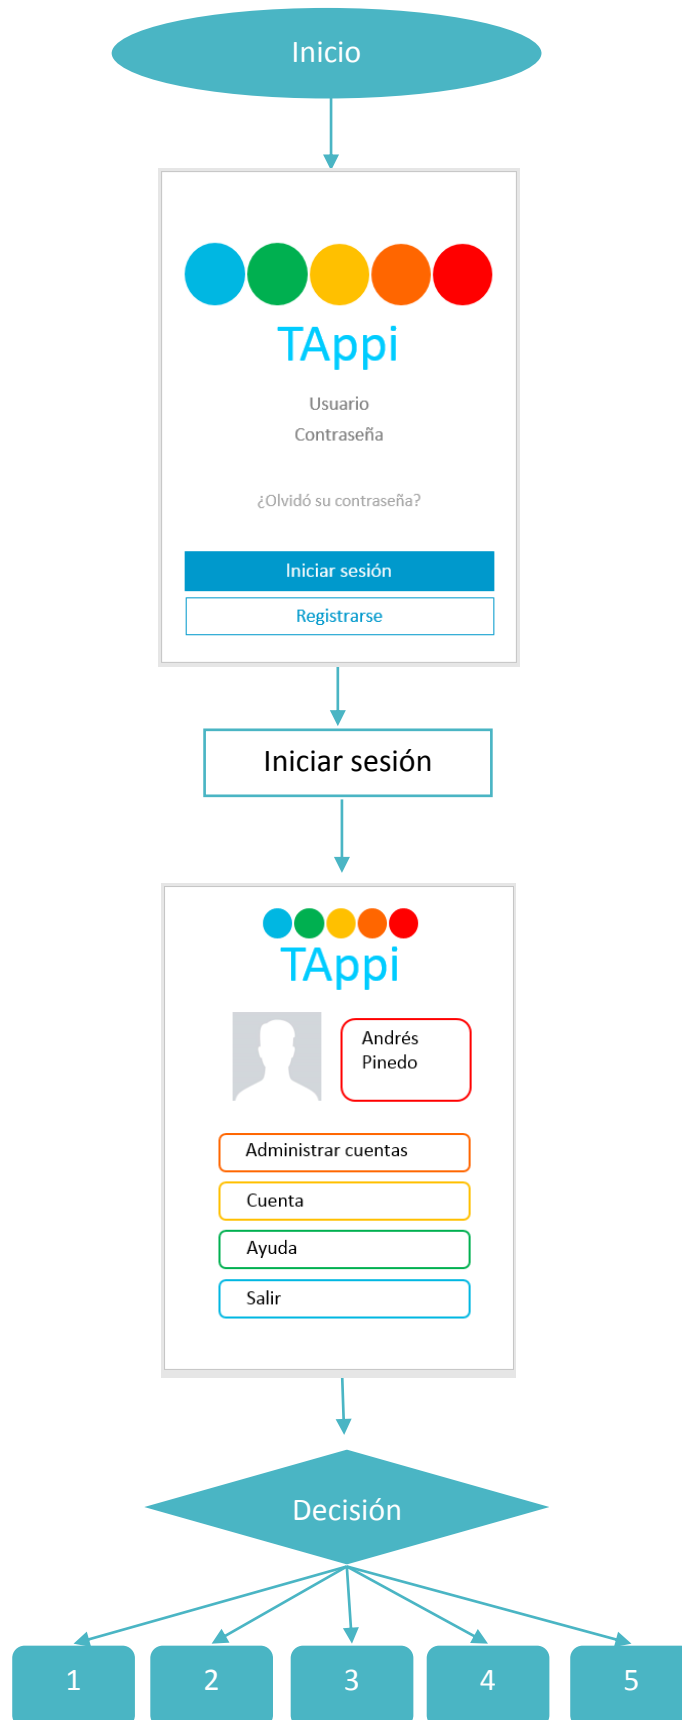 Inicio
TAppi
Usuario
Contraseña
¿Olvidó su contraseña?
Iniciar sesión
Registrarse
Iniciar sesión
TAppi
Andrés
Pinedo
Administrar cuentas
Cuenta
Ayuda
Salir
Decisión
1 2 3 4 5